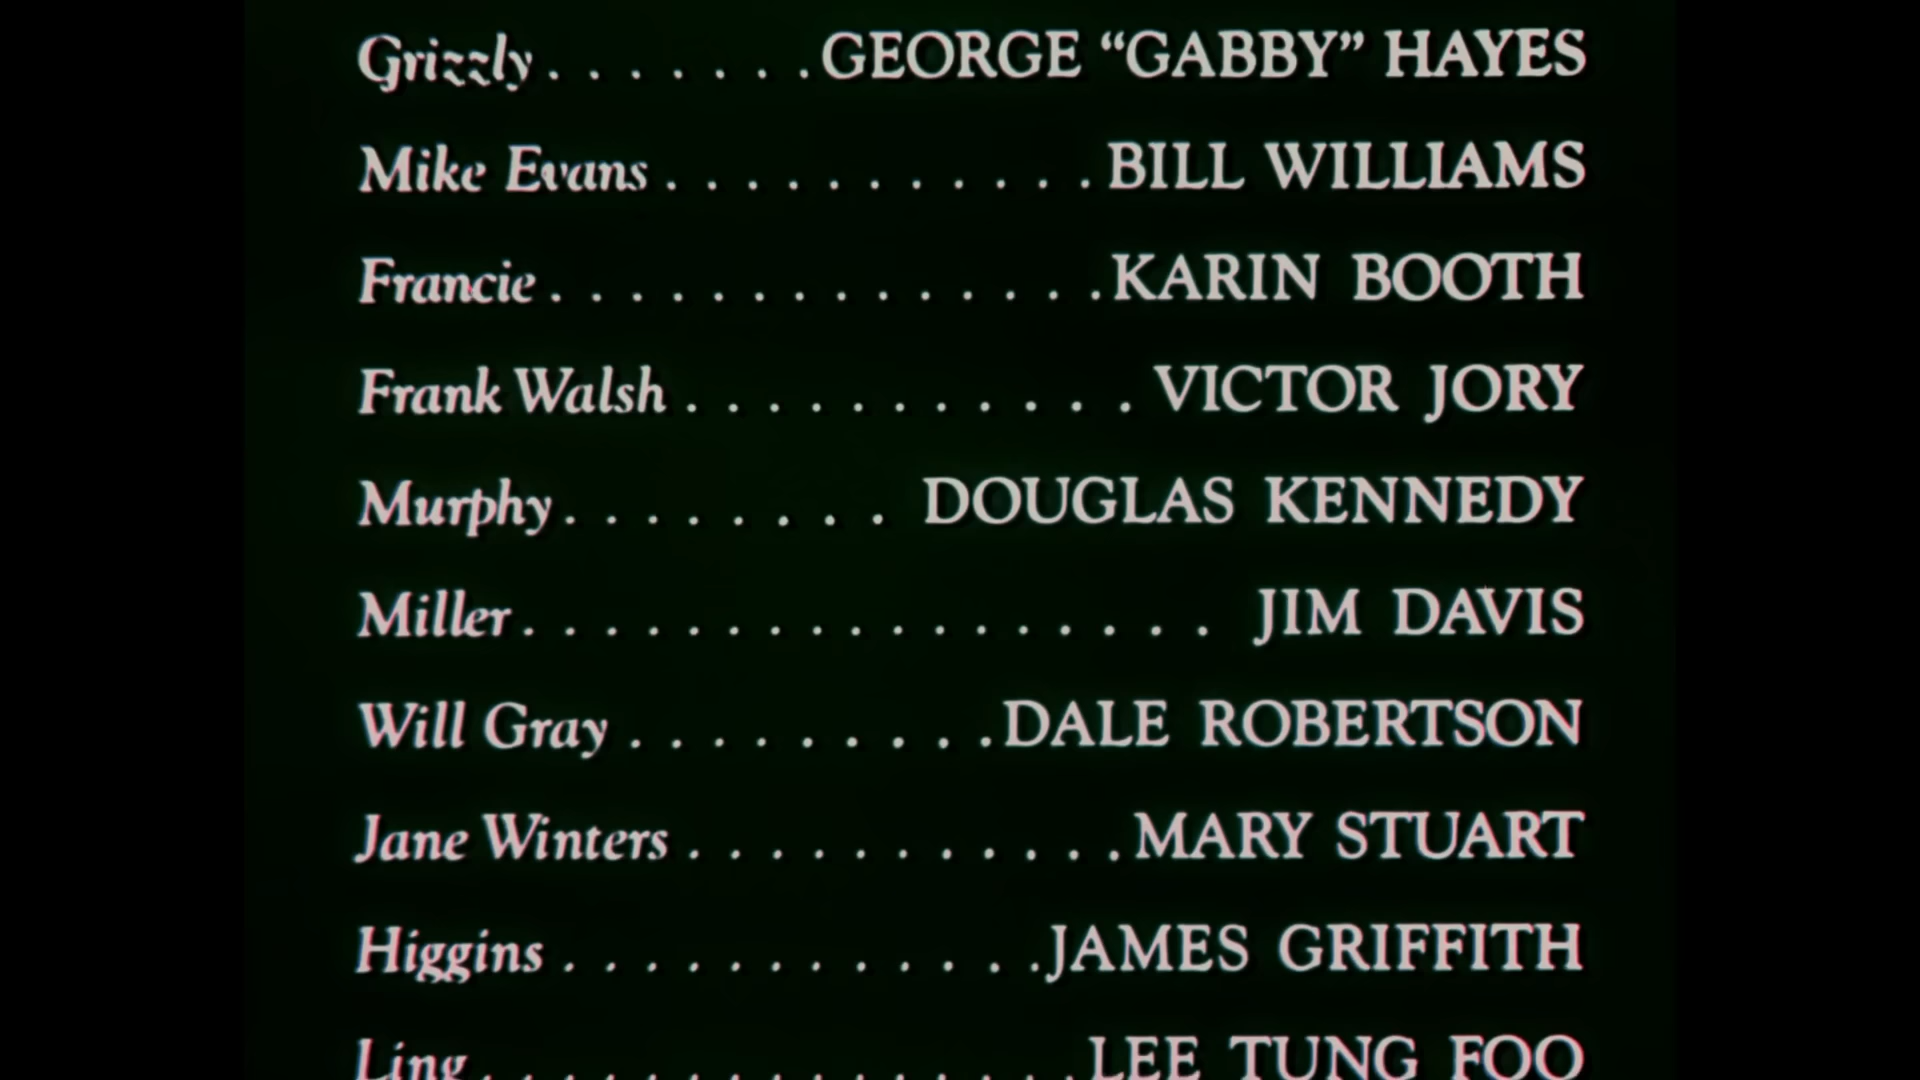 Grizzly . . . . . . . GEORGE “GABBY” HAYES
Mike Evans . . . . . . . . . . . BILL WILLIAMS
Francie . . . . . . . . . . . . . . KARIN BOOTH
Frank Walsh . . . . . . . . . . . VICTOR JORY
Murphy . . . . . . . . DOUGLAS KENNEDY
Miller . . . . . . . . . . . . . . . . . JIM DAVIS
Will Gray . . . . . . . . . DALE ROBERTSON
Jane Winters . . . . . . . . . . . MARY STUART
Higgins . . . . . . . . . . . . JAMES GRIFFITH
Ling . . . . . . . . . . . . . . . LEE TUNG FOO